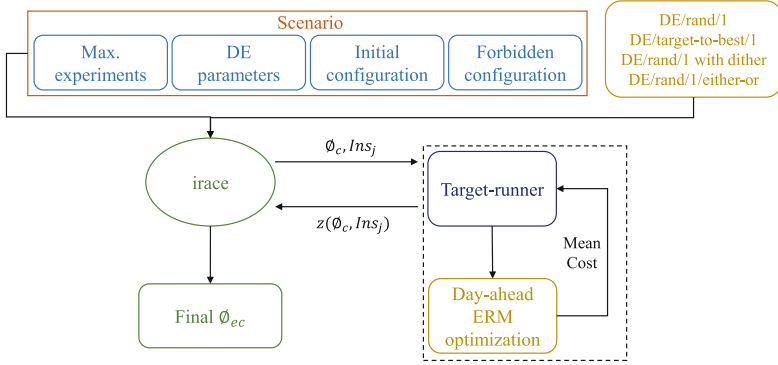 Scenario
Max.
experiments
DE
parameters
Initial
configuration
Forbidden
configuration
DE/rand/1
DE/target-to-best/1
DE/rand/1 with dither
DE/rand/1/either-or
irace
∅c, Insj
z(∅c, Insj)
Target-runner
Mean
Cost
Final ∅ec
Day-ahead
ERM
optimization